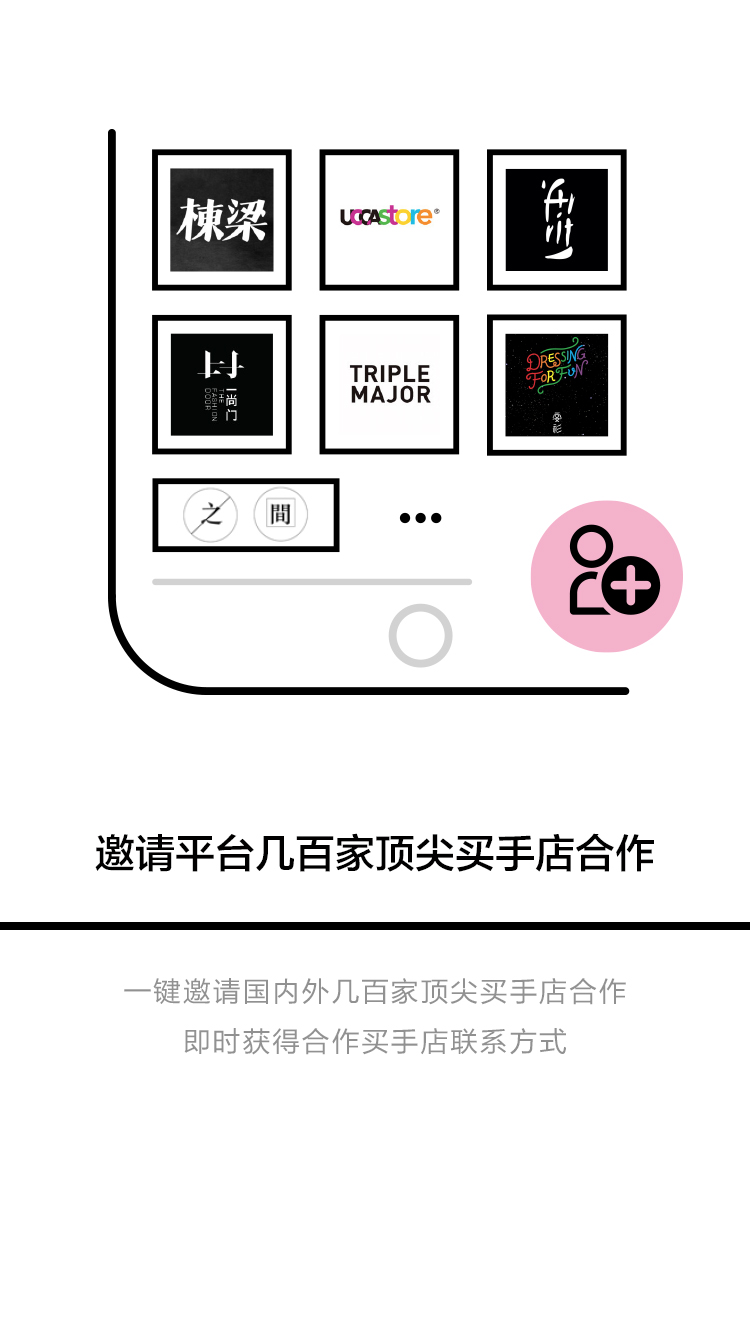 棟梁
UCCAstore®
TRIPLE
MAJOR
DRESSING
FOR FUN
一尚门
THE
FASHION
DOOR
之 間
邀请平台几百家顶尖买手店合作
一键邀请国内外几百家顶尖买手店合作
即时获得合作买手店联系方式